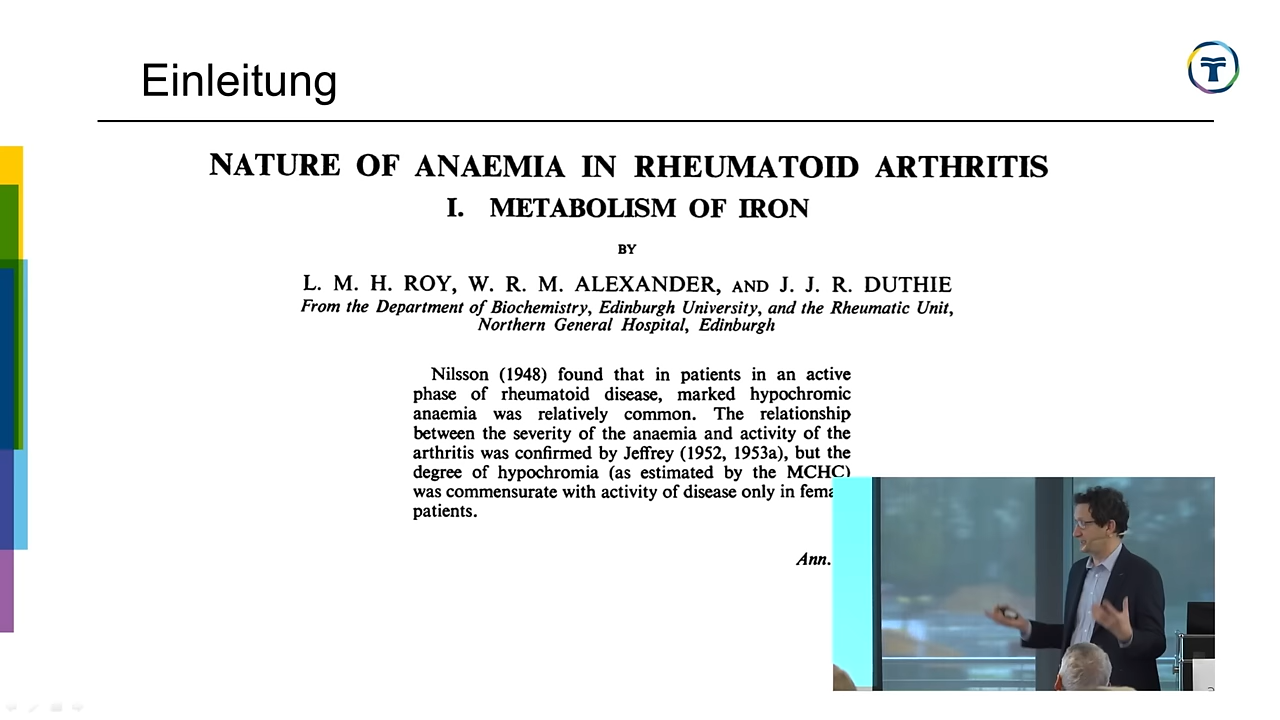 Einleitung
NATURE OF ANAEMIA IN RHEUMATOID ARTHRITIS
I. METABOLISM OF IRON
BY
L. M. H. ROY, W. R. M. ALEXANDER, AND J. J. R. DUTHIE
From the Department of Biochemistry, Edinburgh University, and the Rheumatic Unit,
Northern General Hospital, Edinburgh
Nilsson (1948) found that in patients in an active
phase of rheumatoid disease, marked hypochromic
anaemia was relatively common. The relationship
between the severity of the anaemia and activity of the
arthritis was confirmed by Jeffrey (1952, 1953a), but the
degree of hypochromia (as estimated by the MCHC)
was commensurate with activity of disease only in
patients.
Ann.